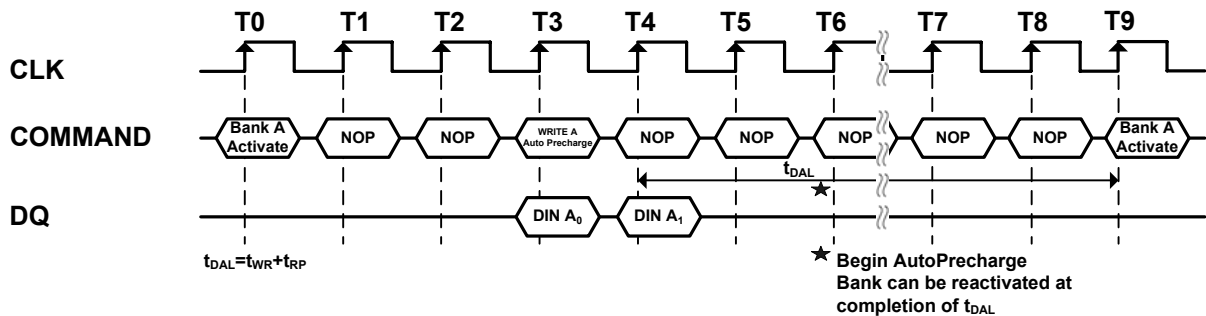 T0 T1 T2 T3 T4 T5 T6 T7 T8 T9
CLK
COMMAND
Bank A Activate
NOP
NOP
WRITE A Auto Precharge
NOP
NOP
NOP
NOP
NOP
Bank A Activate
tDAL
DQ
DIN A0
DIN A1
tDAL=tWR+tRP
Begin AutoPrecharge
Bank can be reactivated at
completion of tDAL